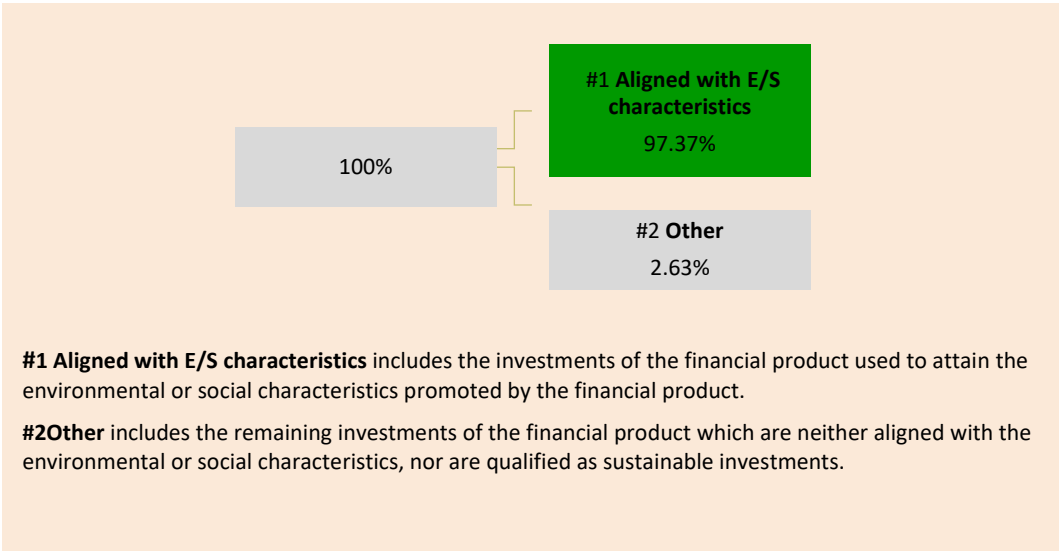 #1 Aligned with E/S
characteristics
97.37%
100%
#2 Other
2.63%
#1 Aligned with E/S characteristics includes the investments of the financial product used to attain the
environmental or social characteristics promoted by the financial product.
#2Other includes the remaining investments of the financial product which are neither aligned with the
environmental or social characteristics, nor are qualified as sustainable investments.